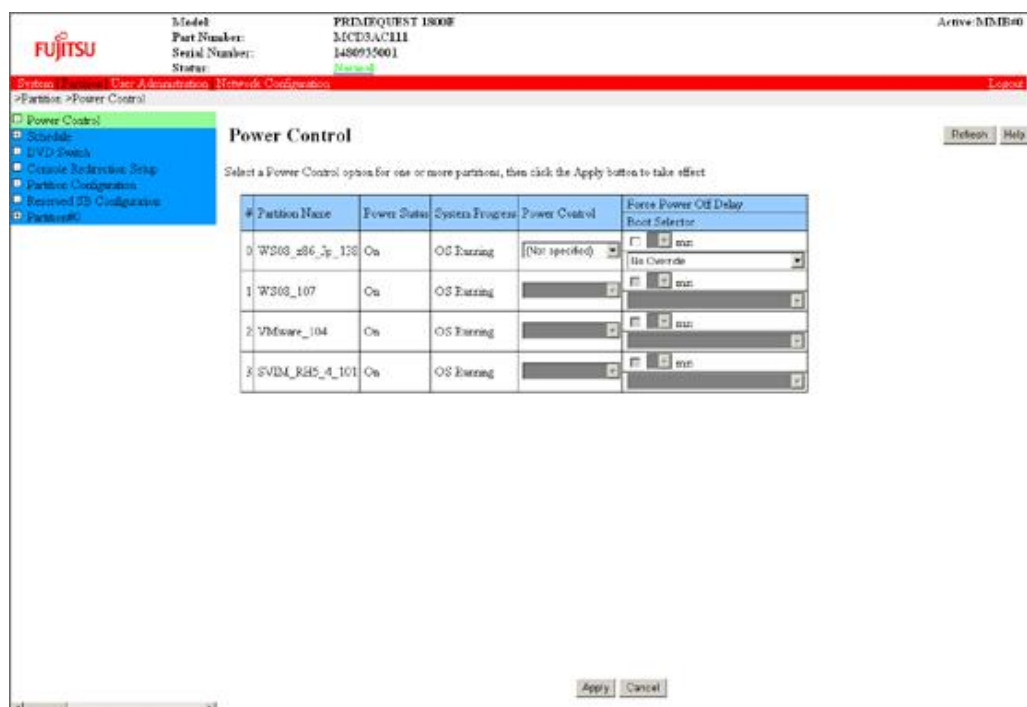 FUJITSU
Model: PRIMEQUEST 1800E
Part Number: MCD3AC111
Serial Number: 1480935001
Status: Normal
Active:MMB#0
System Partition User Administration Network Configuration Logout
>Partition >Power Control
Power Control
Schedule
DVD Switch
Console Redirection Setup
Partition Configuration
Reserved SB Configuration
Partition#0
Power Control
Refresh Help
Select a Power Control option for one or more partitions, then click the Apply button to take effect
# Partition Name Power Status System Progress Power Control Force Power Off Delay
Boot Selector
0 WS08_x86_Jp_138 On OS Running (Not specified) min
No Override
1 WS08_107 On OS Running min
2 VMware_104 On OS Running min
3 SVIM_RH5_4_101 On OS Running min
Apply Cancel